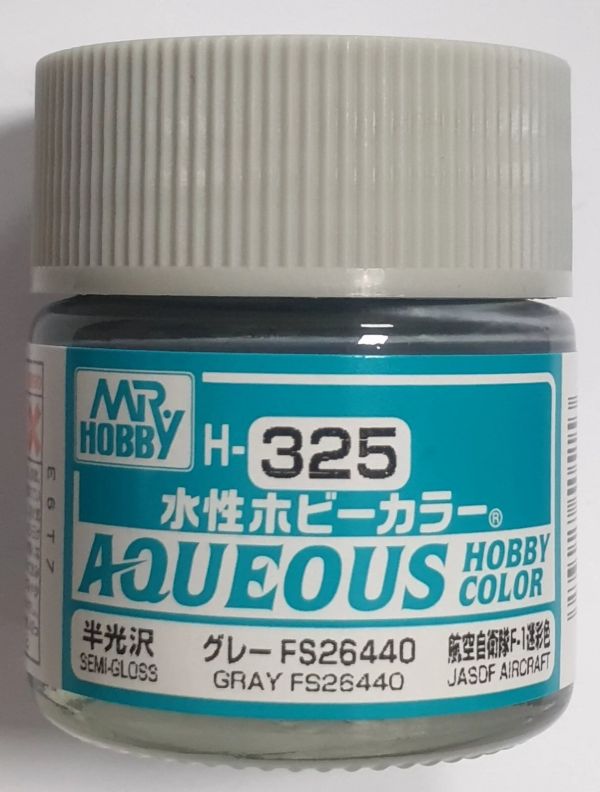 MR
HOBBY
H-325
水性ホビーカラー®
AQUEOUS HOBBY COLOR
半光沢
SEMI-GLOSS
グレー FS26440
GRAY FS26440
航空自衛隊F-1迷彩色
JASDF AIRCRAFT